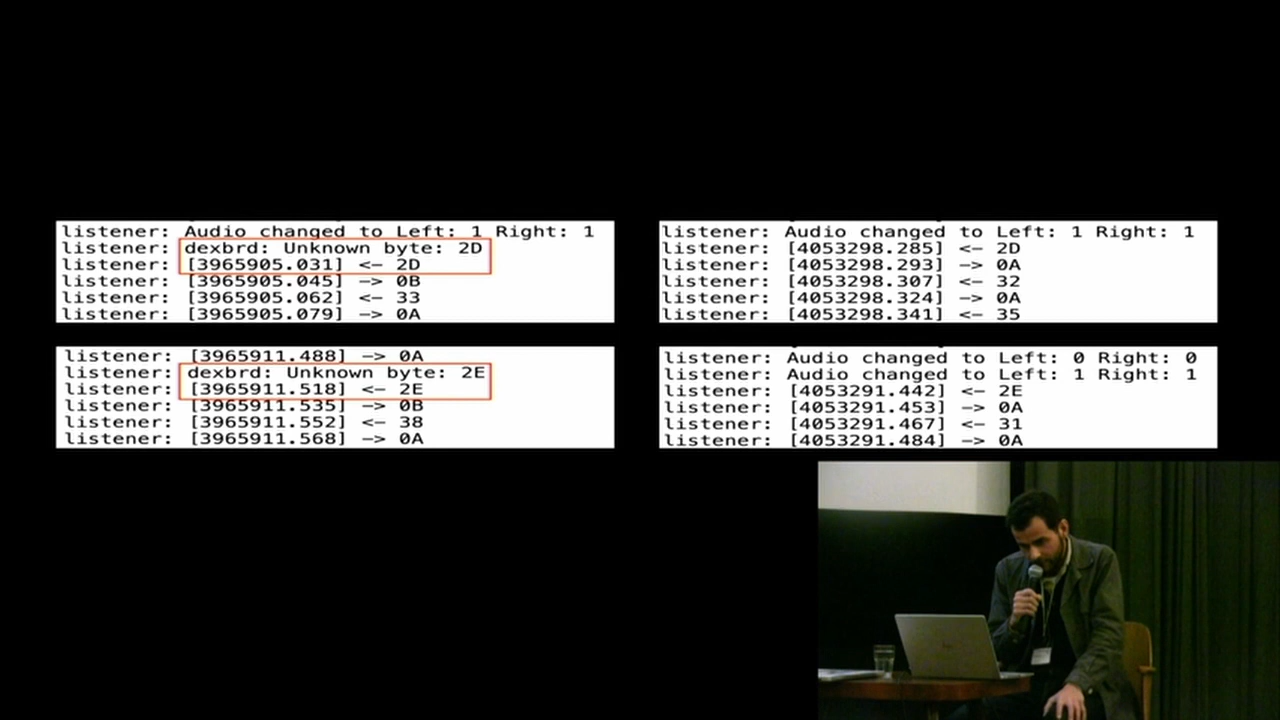 listener: Audio changed to Left: 1 Right: 1
listener: dexbrd: Unknown byte: 2D
listener: [3965905.031] <- 2D
listener: [3965905.045] -> 0B
listener: [3965905.062] <- 33
listener: [3965905.079] -> 0A
listener: Audio changed to Left: 1 Right: 1
listener: [4053298.285] <- 2D
listener: [4053298.293] -> 0A
listener: [4053298.307] <- 32
listener: [4053298.324] -> 0A
listener: [4053298.341] <- 35
listener: [3965911.488] -> 0A
listener: dexbrd: Unknown byte: 2E
listener: [3965911.518] <- 2E
listener: [3965911.535] -> 0B
listener: [3965911.552] <- 38
listener: [3965911.568] -> 0A
listener: Audio changed to Left: 0 Right: 0
listener: Audio changed to Left: 1 Right: 1
listener: [4053291.442] <- 2E
listener: [4053291.453] -> 0A
listener: [4053291.467] <- 31
listener: [4053291.484] -> 0A